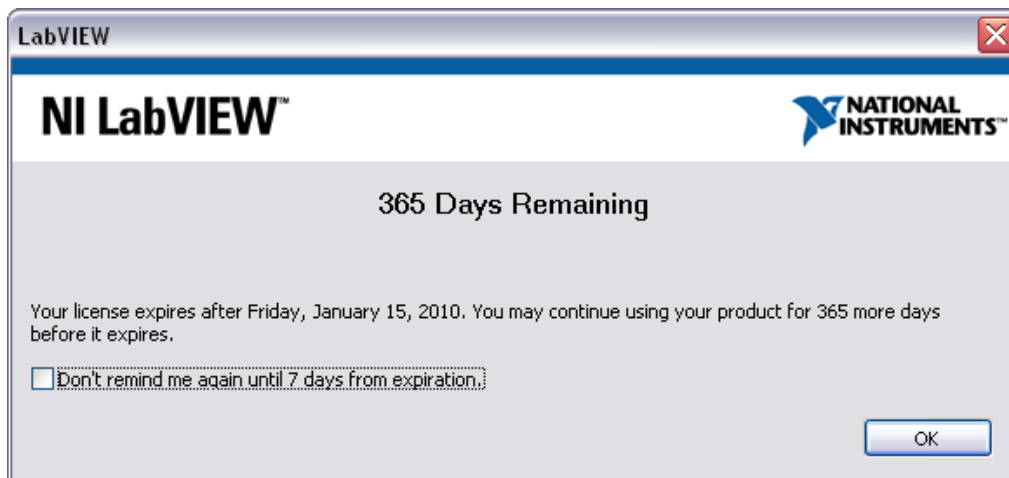 LabVIEW
NI LabVIEW™
NATIONAL
INSTRUMENTS™
365 Days Remaining
Your license expires after Friday, January 15, 2010. You may continue using your product for 365 more days
before it expires.
Don't remind me again until 7 days from expiration.
OK